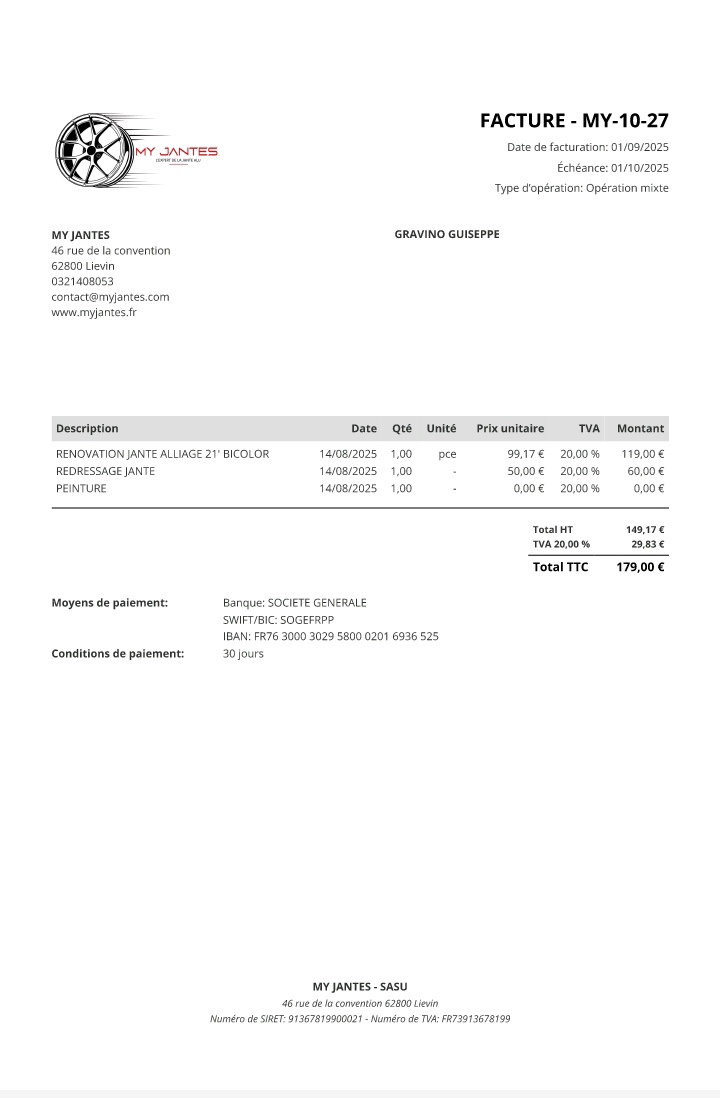 MY JANTES
L'EXPERT DE LA JANTE ALU
FACTURE - MY-10-27
Date de facturation: 01/09/2025
Échéance: 01/10/2025
Type d'opération: Opération mixte
MY JANTES
46 rue de la convention
62800 Lievin
0321408053
contact@myjantes.com
www.myjantes.fr
GRAVINO GUISEPPE
Description Date Qté Unité Prix unitaire TVA Montant
RENOVATION JANTE ALLIAGE 21' BICOLOR 14/08/2025 1,00 pce 99,17 € 20,00 % 119,00 €
REDRESSAGE JANTE 14/08/2025 1,00 - 50,00 € 20,00 % 60,00 €
PEINTURE 14/08/2025 1,00 - 0,00 € 20,00 % 0,00 €
Total HT 149,17 €
TVA 20,00 % 29,83 €
Total TTC 179,00 €
Moyens de paiement: Banque: SOCIETE GENERALE
SWIFT/BIC: SOGEFRPP
IBAN: FR76 3000 3029 5800 0201 6936 525
Conditions de paiement: 30 jours
MY JANTES - SASU
46 rue de la convention 62800 Lievin
Numéro de SIRET: 91367819900021 - Numéro de TVA: FR73913678199